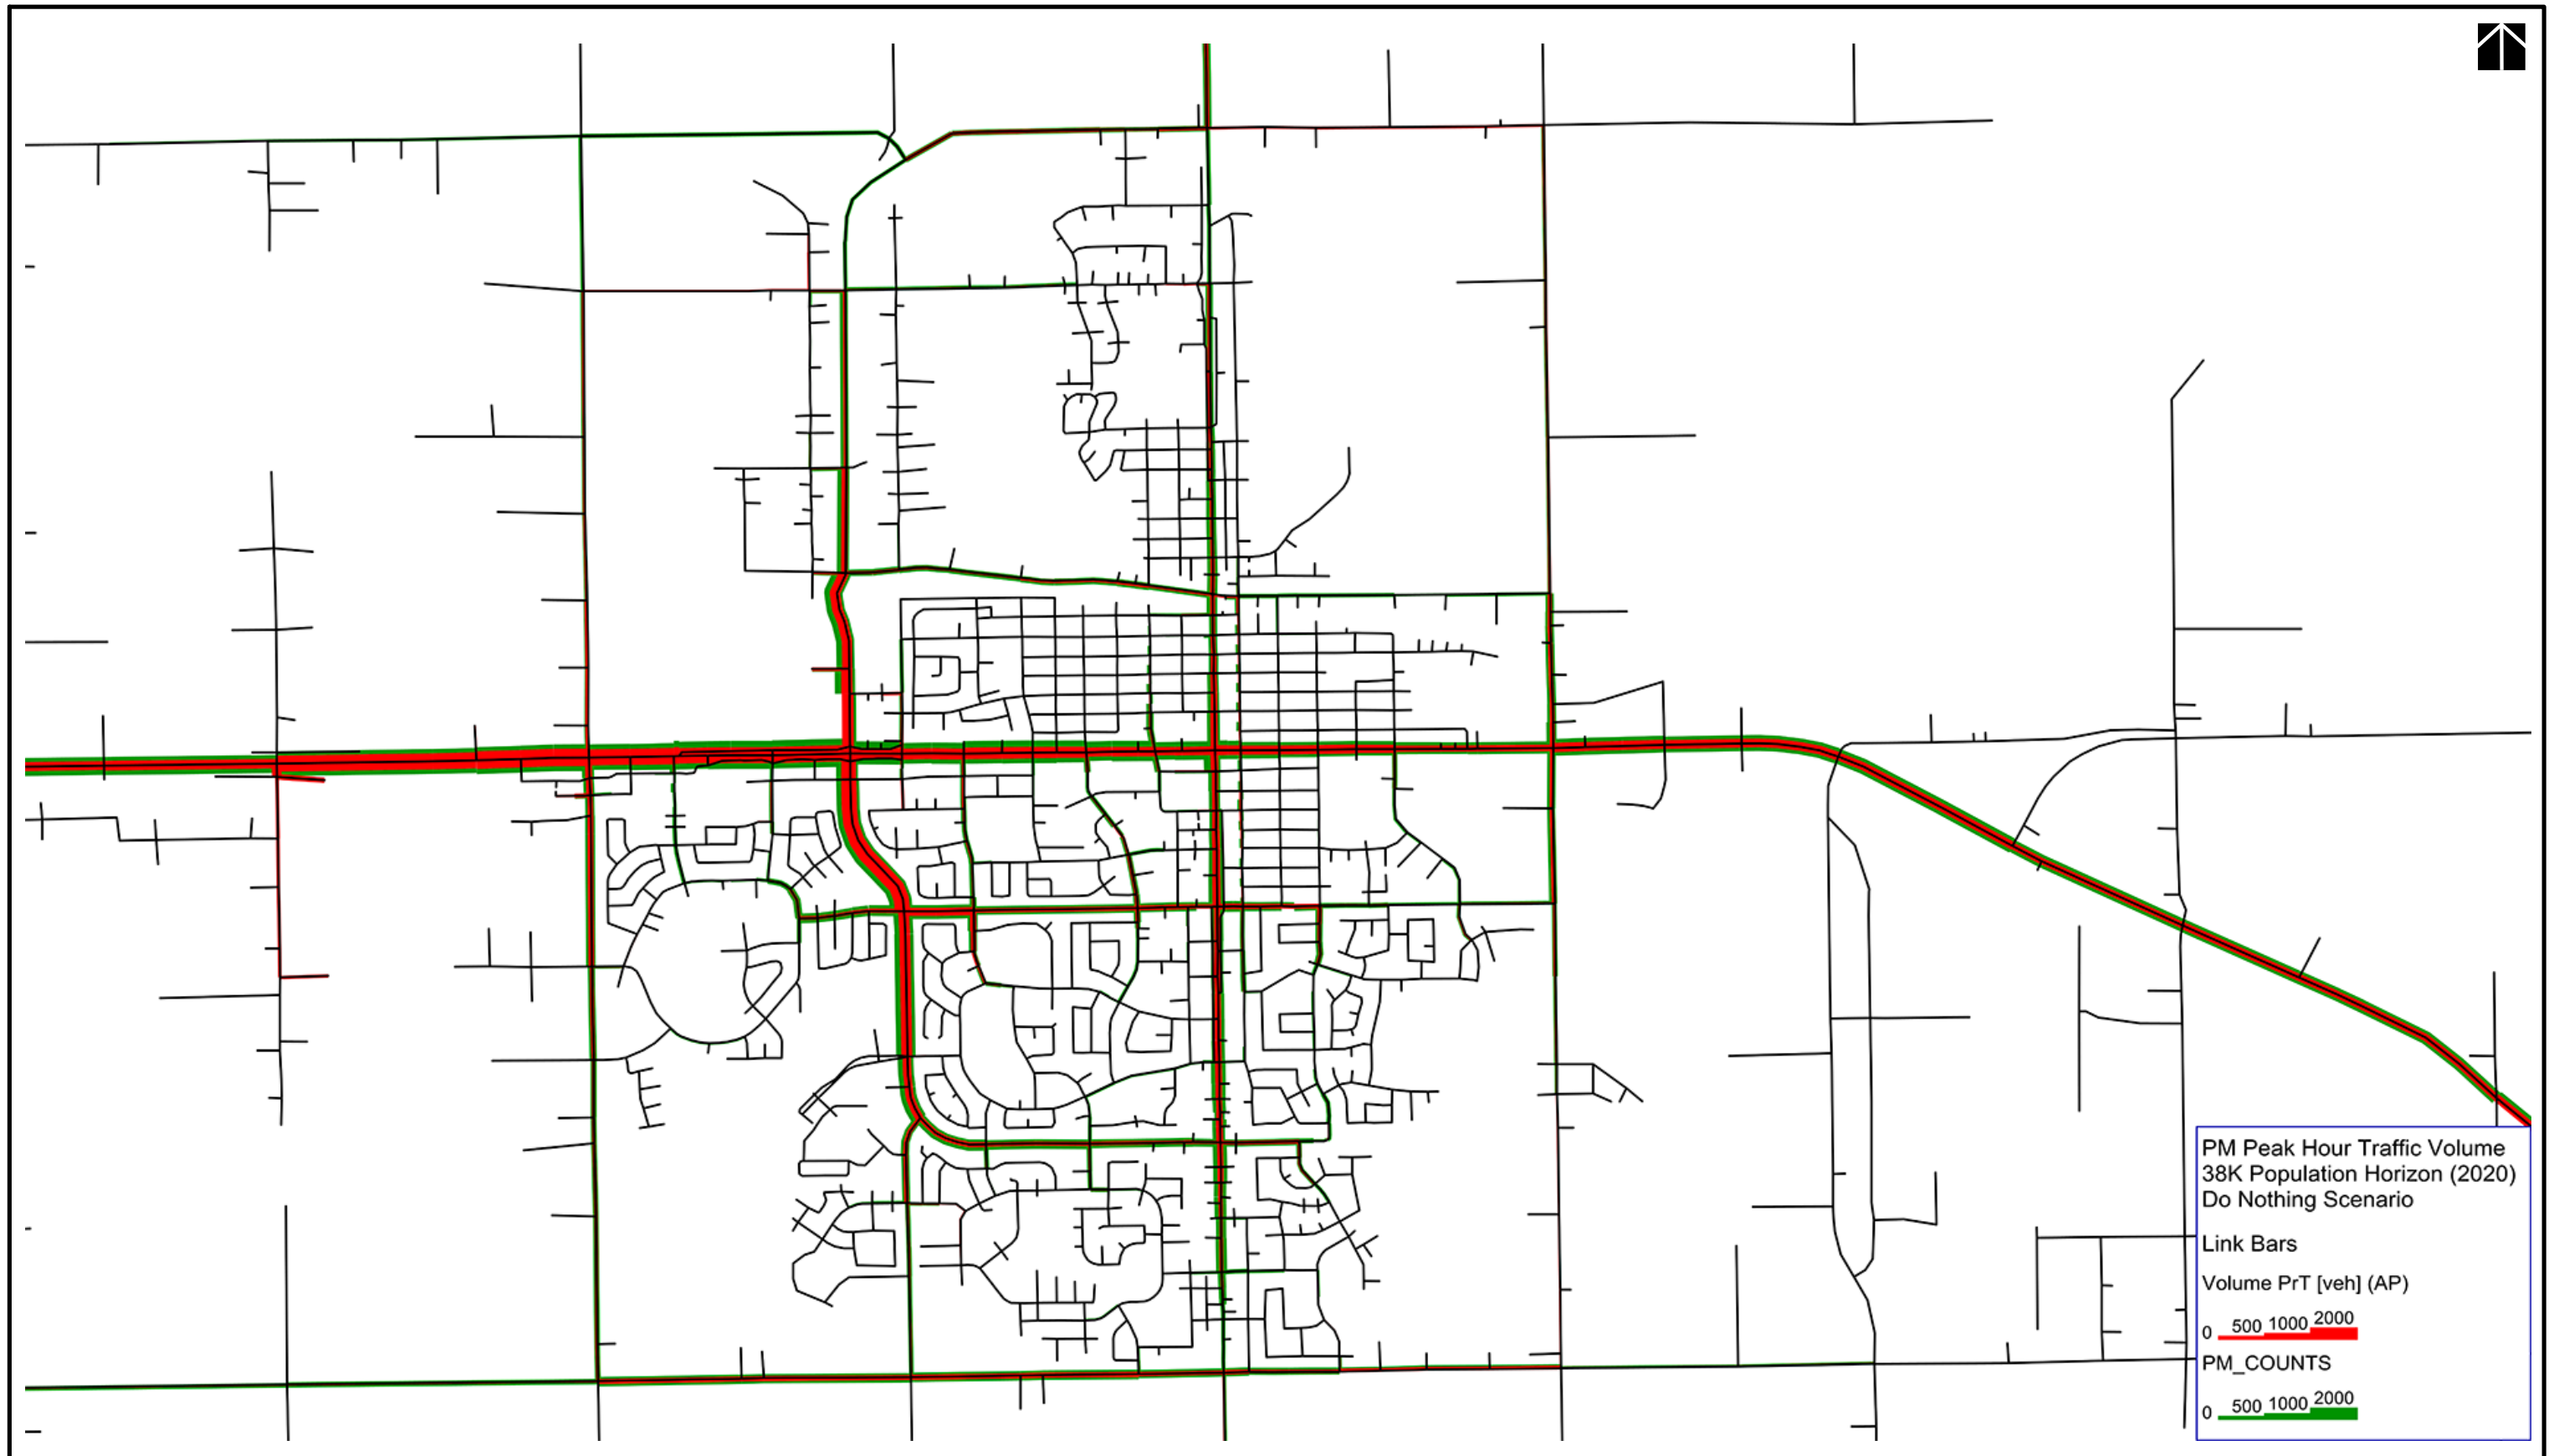 PM Peak Hour Traffic Volume
38K Population Horizon (2020)
Do Nothing Scenario
Link Bars
Volume PrT [veh] (AP)
0 500 1000 2000
PM_COUNTS
0 500 1000 2000